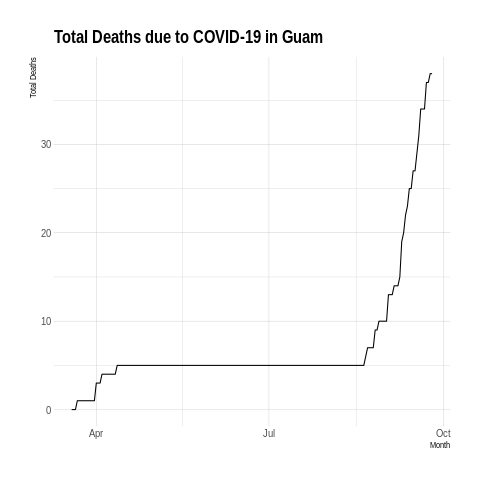 Total Deaths due to COVID-19 in Guam
Total Deaths
30
20
10
0
Apr
Jul
Oct
Month